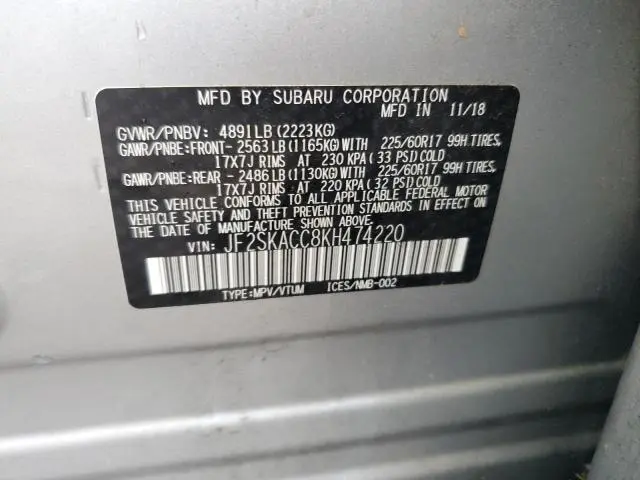 MFD BY SUBARU CORPORATION
MFD IN 11/18
GVWR/PNBV: 4891LB(2223KG)
GAWR/PNBE:FRONT- 2563LB(1165KG)WITH 225/60R17 99H TIRES,
17X7J RIMS AT 230 KPA(33 PSI)COLD
GAWR/PNBE:REAR - 2486LB(1130KG)WITH 225/60R17 99H TIRES,
17X7J RIMS AT 220 KPA(32 PSI)COLD
THIS VEHICLE CONFORMS TO ALL APPLICABLE FEDERAL MOTOR
VEHICLE SAFETY AND THEFT PREVENTION STANDARDS IN EFFECT ON
THE DATE OF MANUFACTURE SHOWN ABOVE.
VIN: JF2SKACC8KH474220
TYPE:MPV/VTUM ICES/NMB-002